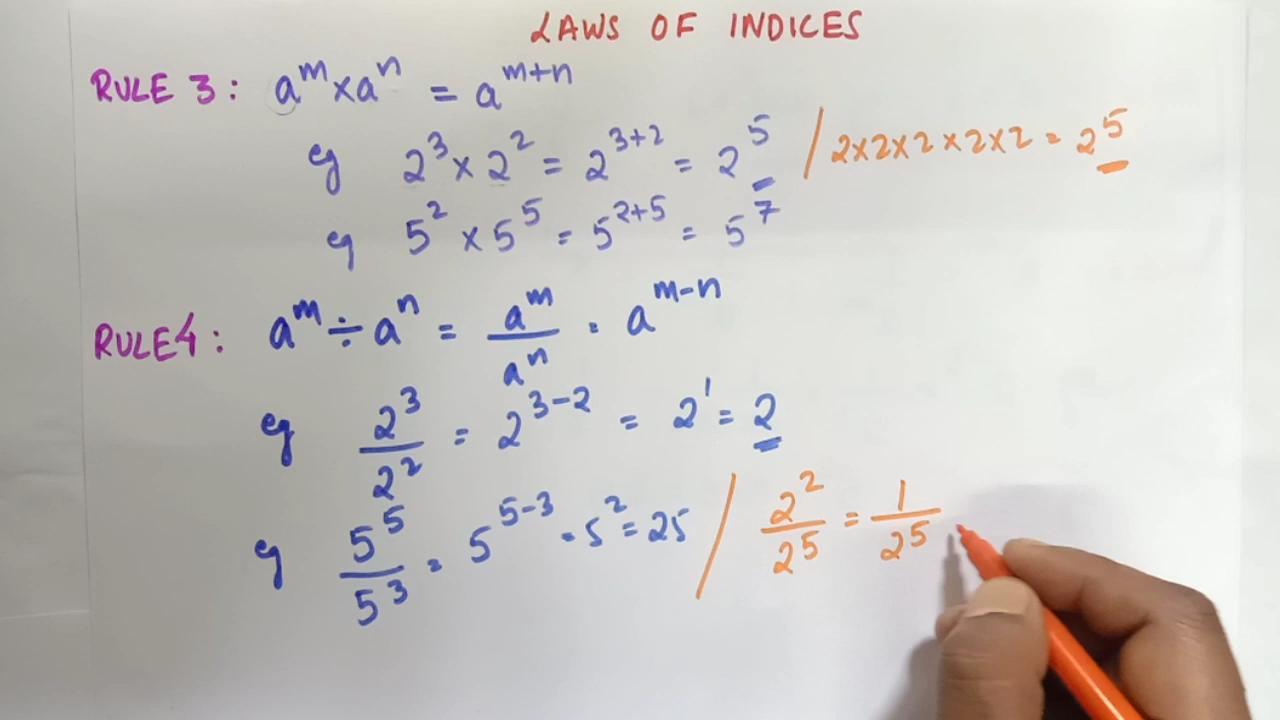 LAWS OF INDICES
RULE 3: a^m × a^n = a^{m+n}
eg 2^3 × 2^2 = 2^{3+2} = 2^5 / 2×2×2×2×2 = 2^5
eg 5^2 × 5^5 = 5^{2+5} = 5^7
RULE 4: a^m ÷ a^n = a^m/a^n = a^{m-n}
eg 2^3/2^2 = 2^{3-2} = 2^1 = 2
eg 5^5/5^3 = 5^{5-3} = 5^2 = 25 / 2^2/2^5 = 1/2^5